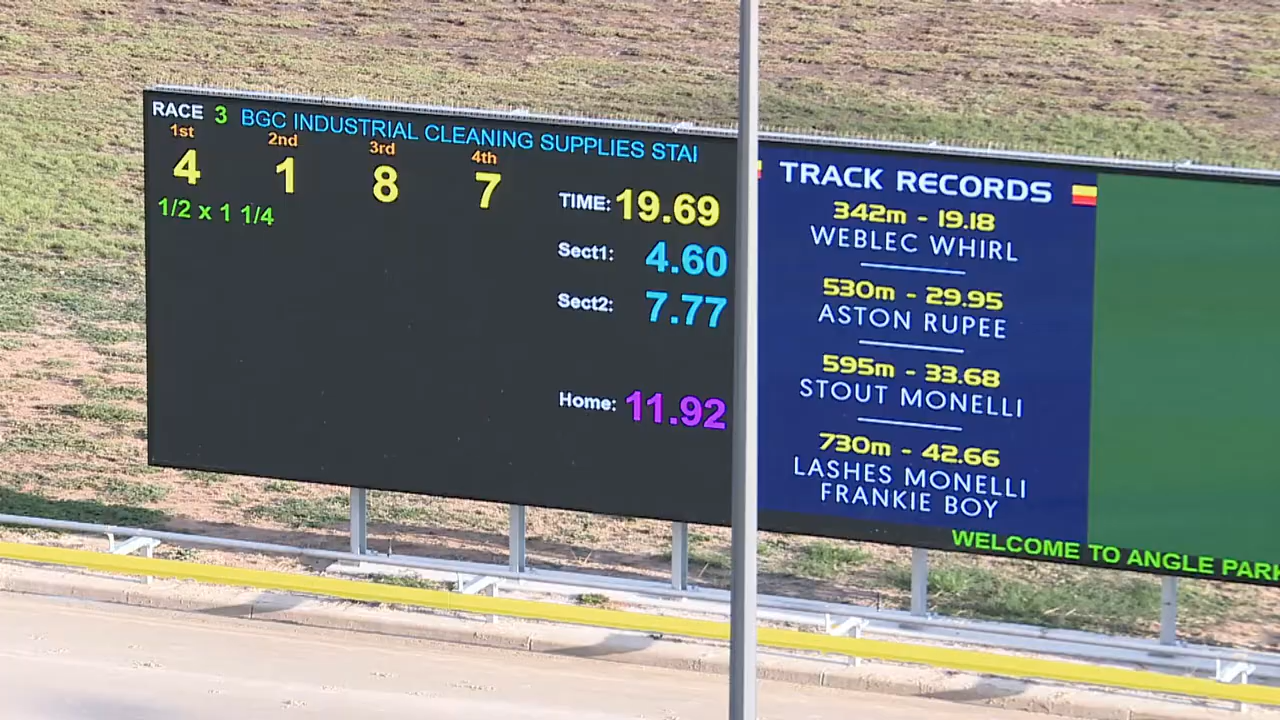 RACE 3 BGC INDUSTRIAL CLEANING SUPPLIES STAI
1st 2nd 3rd 4th
4 1 8 7
1/2 x 1 1/4
TIME: 19.69
Sect1: 4.60
Sect2: 7.77
Home: 11.92
TRACK RECORDS
342m - 19.18
WEBLEC WHIRL
530m - 29.95
ASTON RUPEE
595m - 33.68
STOUT MONELLI
730m - 42.66
LASHES MONELLI
FRANKIE BOY
WELCOME TO ANGLE PARK